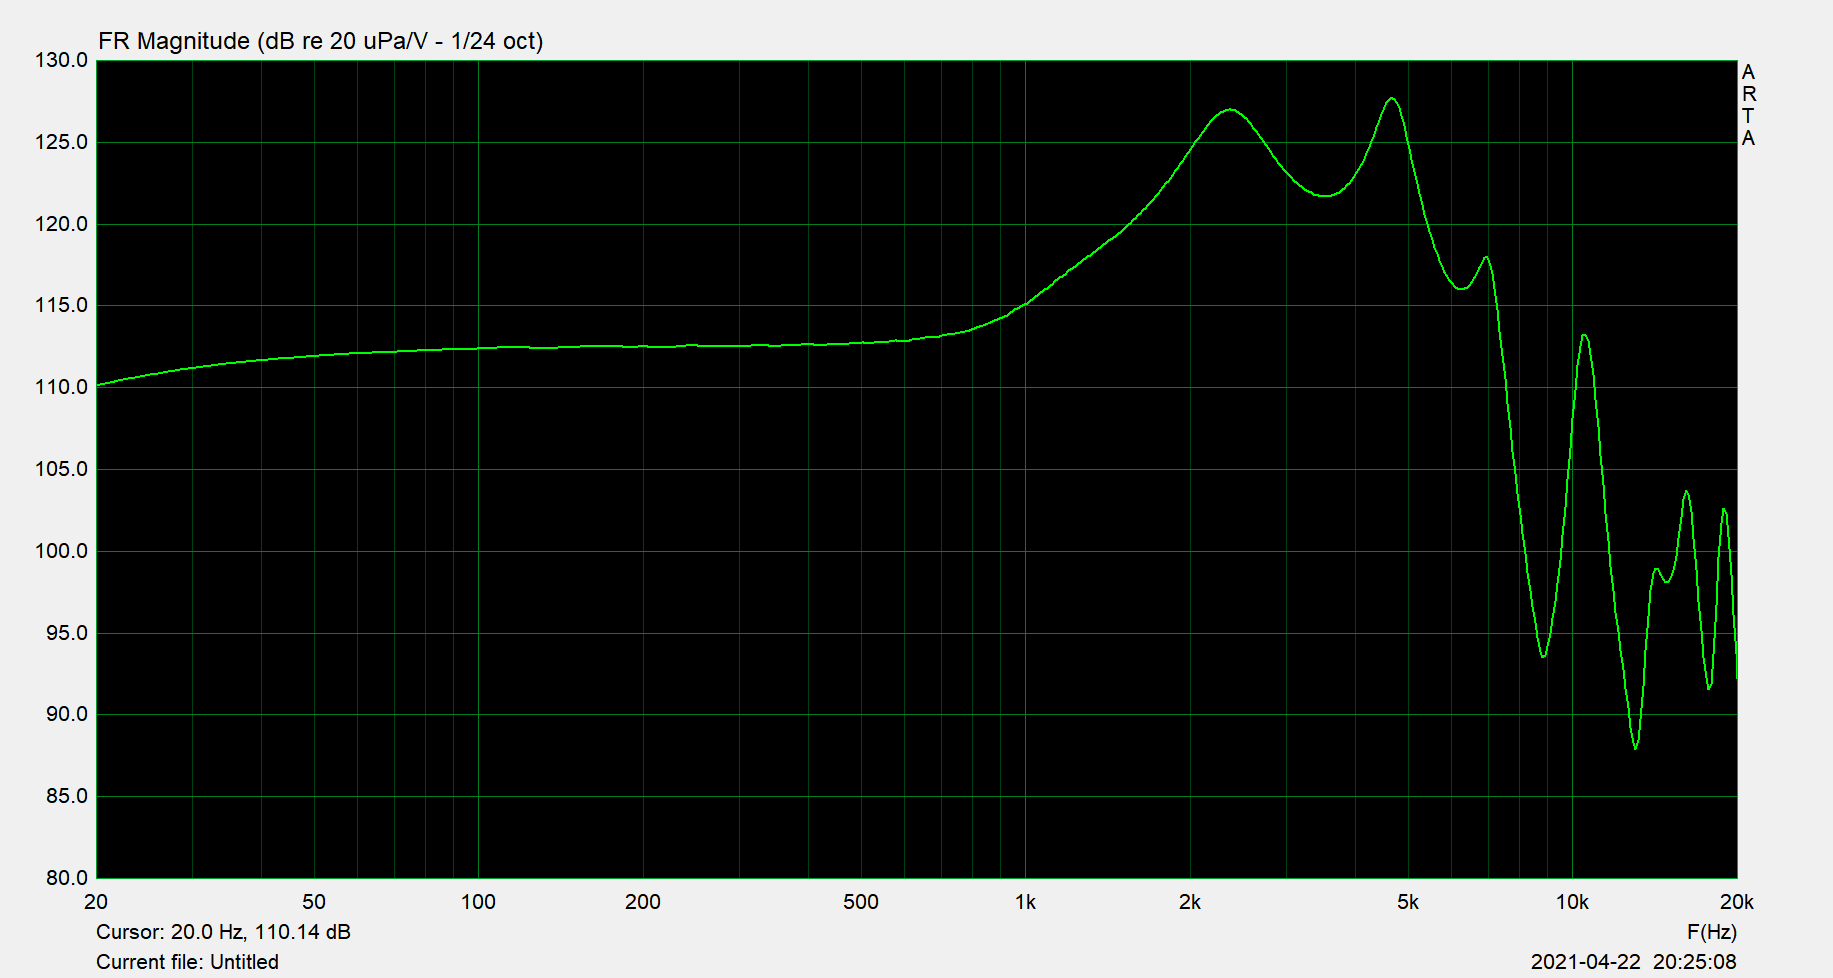 FR Magnitude (dB re 20 uPa/V - 1/24 oct)
130.0
125.0
120.0
115.0
110.0
105.0
100.0
95.0
90.0
85.0
80.0
A
R
T
A
20 50 100 200 500 1k 2k 5k 10k 20k
Cursor: 20.0 Hz, 110.14 dB F(Hz)
Current file: Untitled 2021-04-22 20:25:08